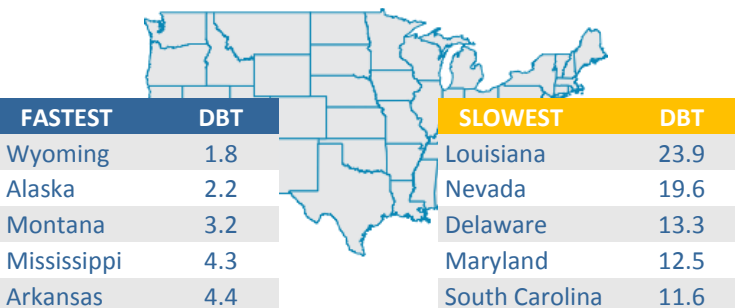 FASTEST DBT
Wyoming 1.8
Alaska 2.2
Montana 3.2
Mississippi 4.3
Arkansas 4.4
SLOWEST DBT
Louisiana 23.9
Nevada 19.6
Delaware 13.3
Maryland 12.5
South Carolina 11.6